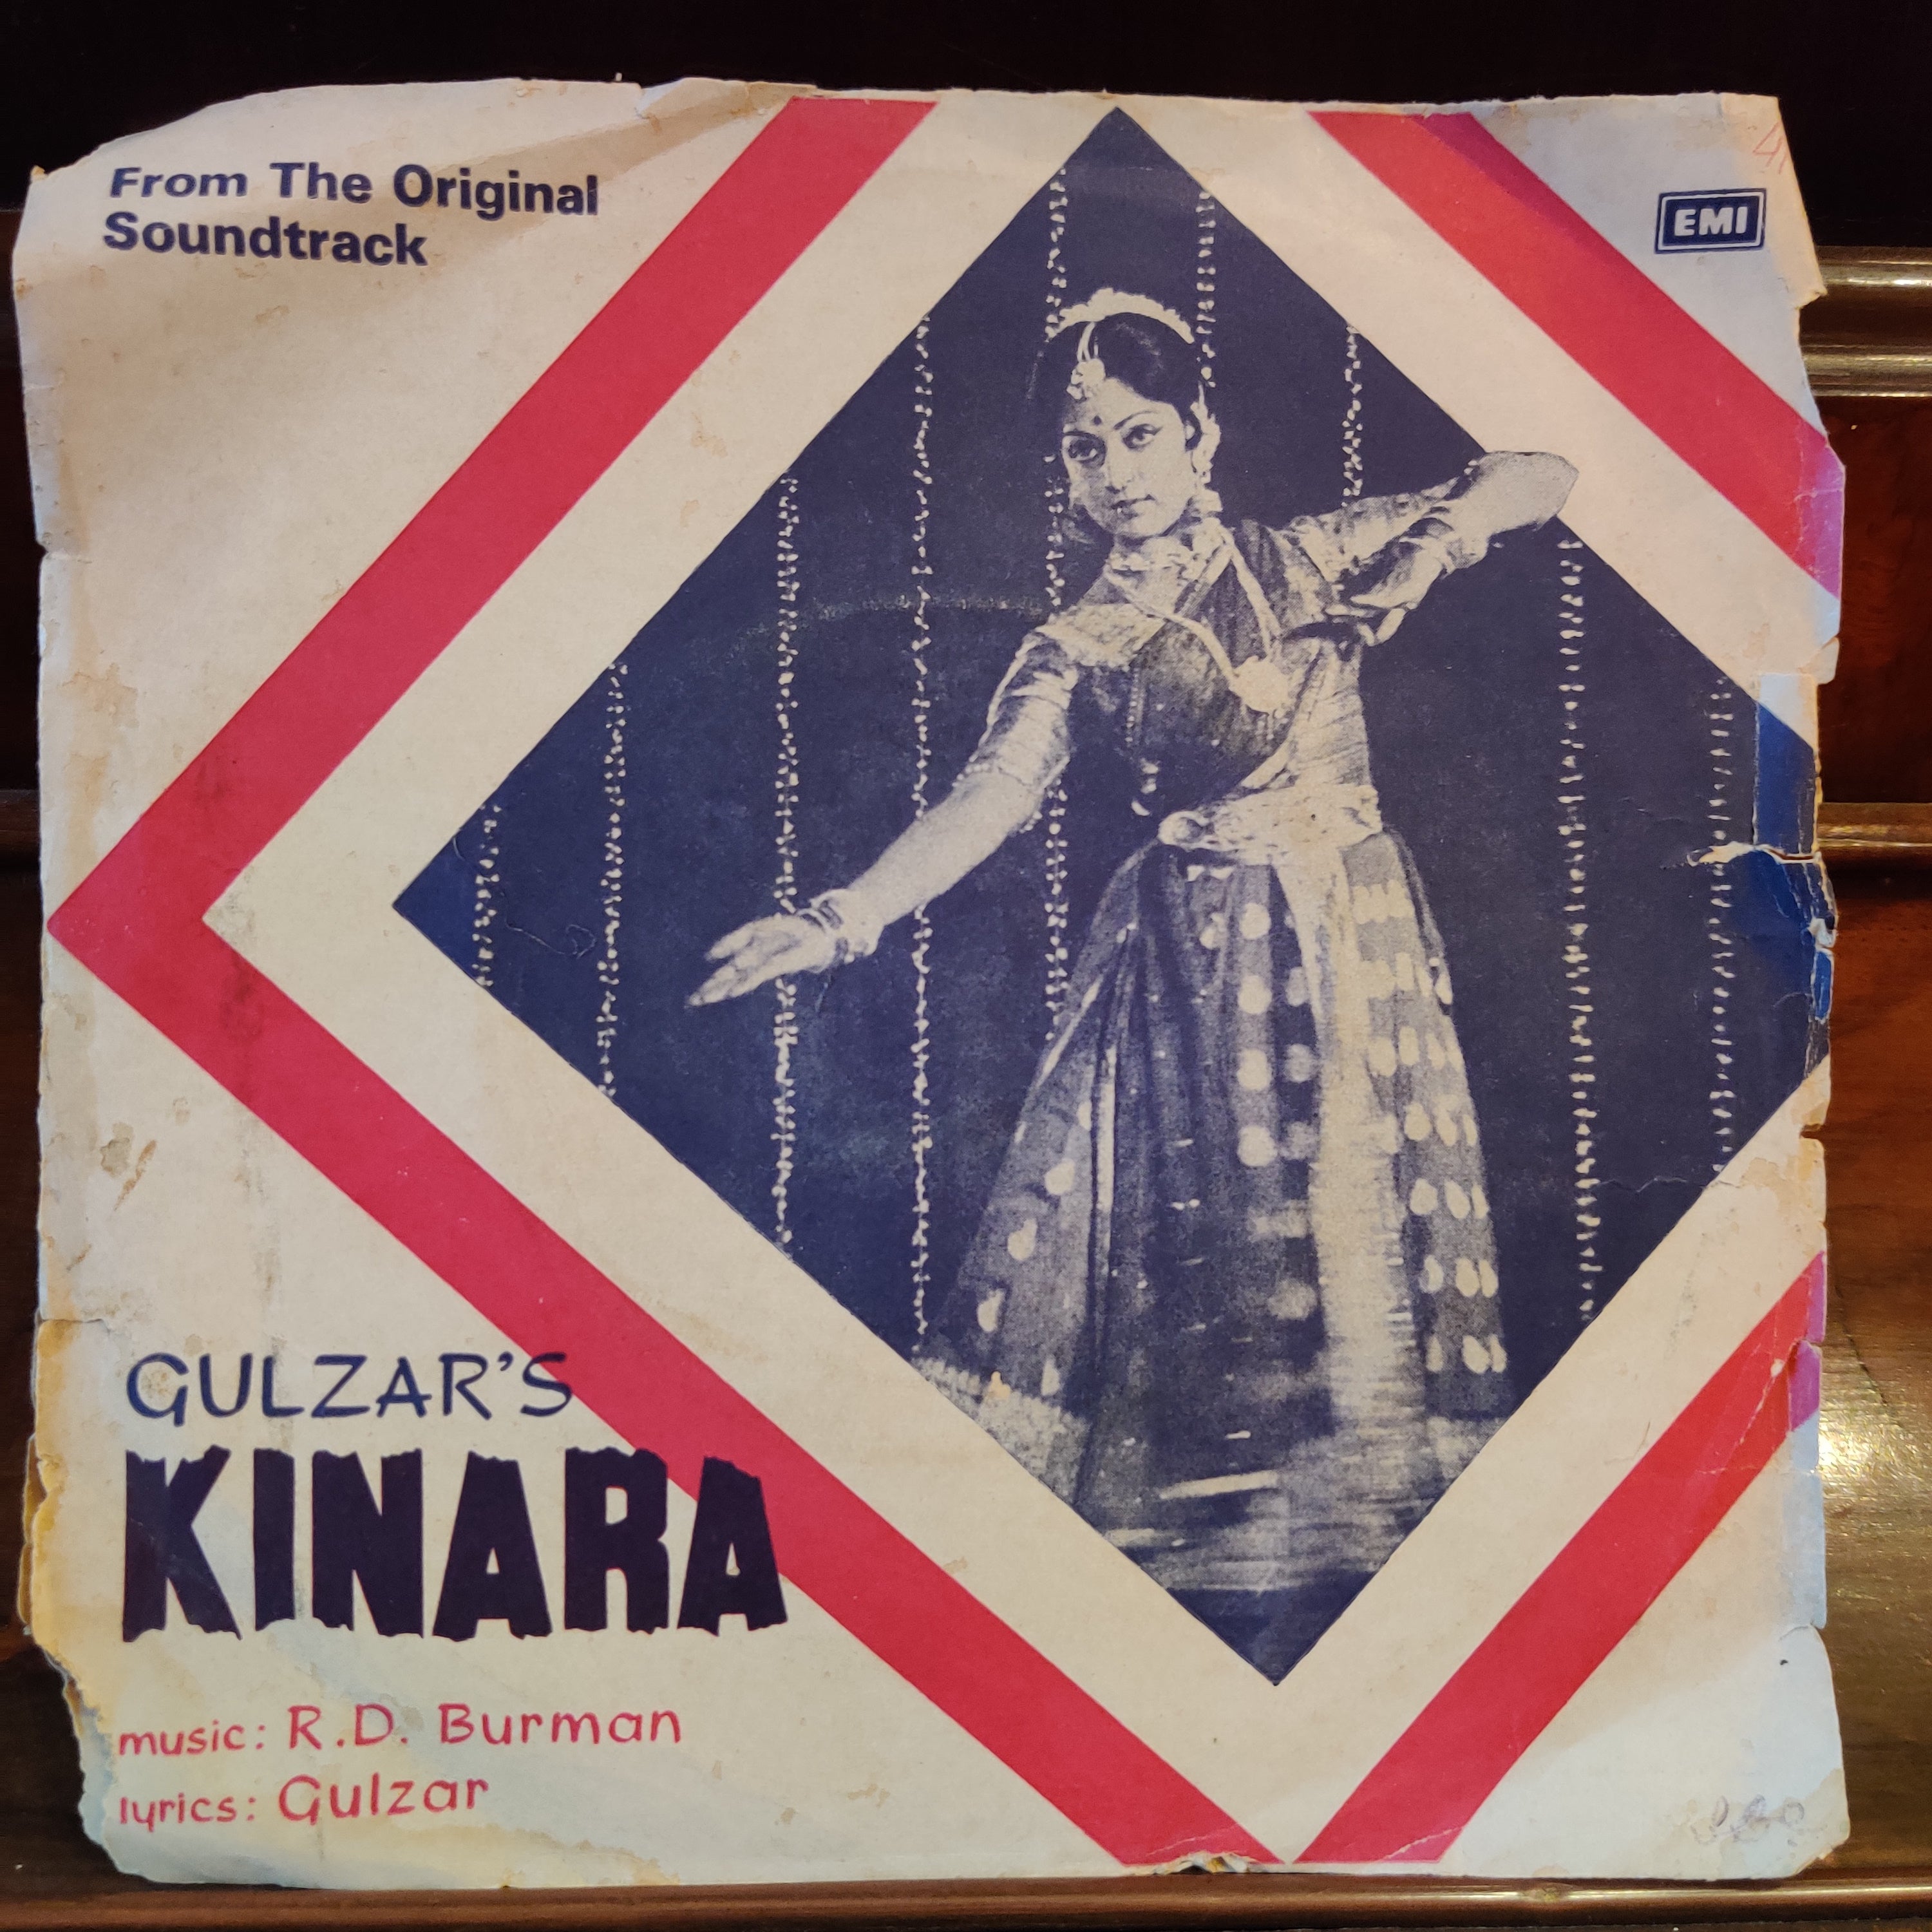 From The Original
Soundtrack
EMI
GULZAR'S
KINARA
music: R.D. Burman
lyrics: Gulzar